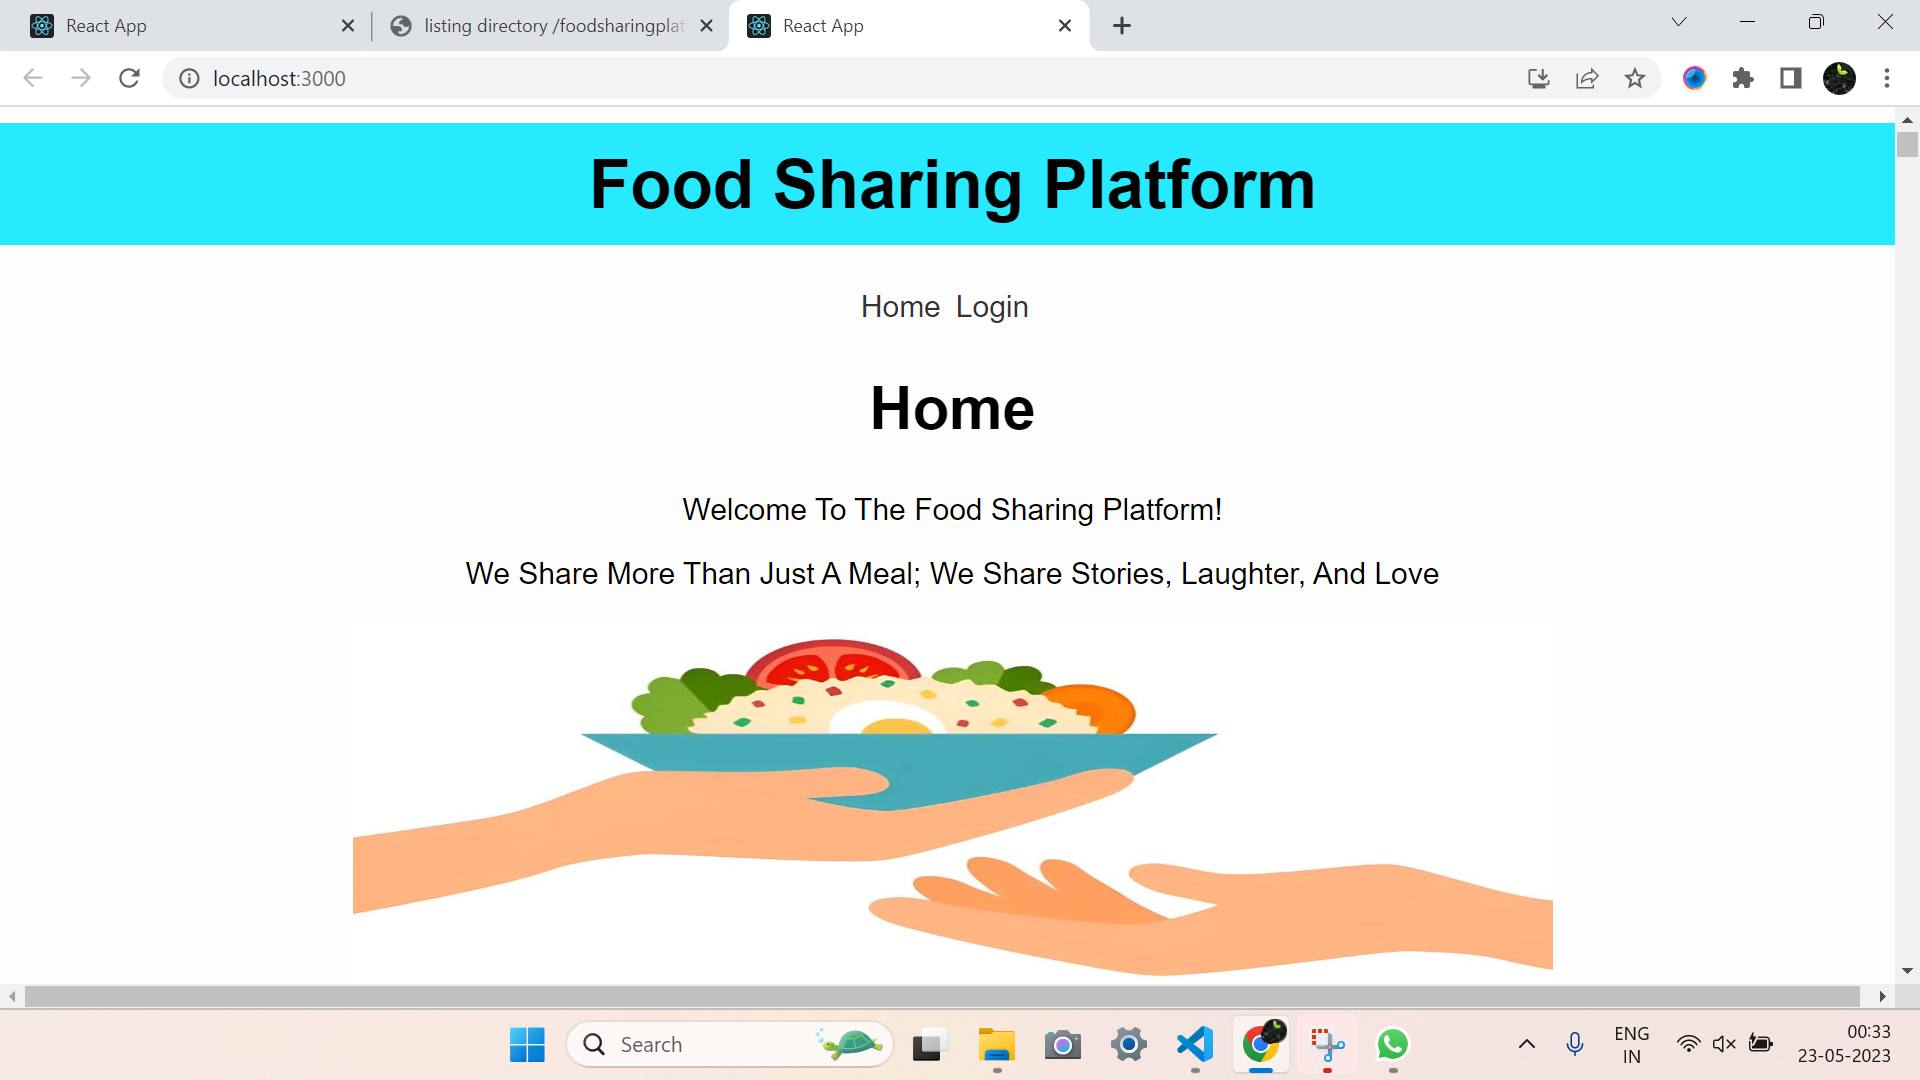 React App
listing directory /foodsharingplat
React App
localhost:3000
Food Sharing Platform
Home Login
Home
Welcome To The Food Sharing Platform!
We Share More Than Just A Meal; We Share Stories, Laughter, And Love
Search
ENG
IN
00:33
23-05-2023